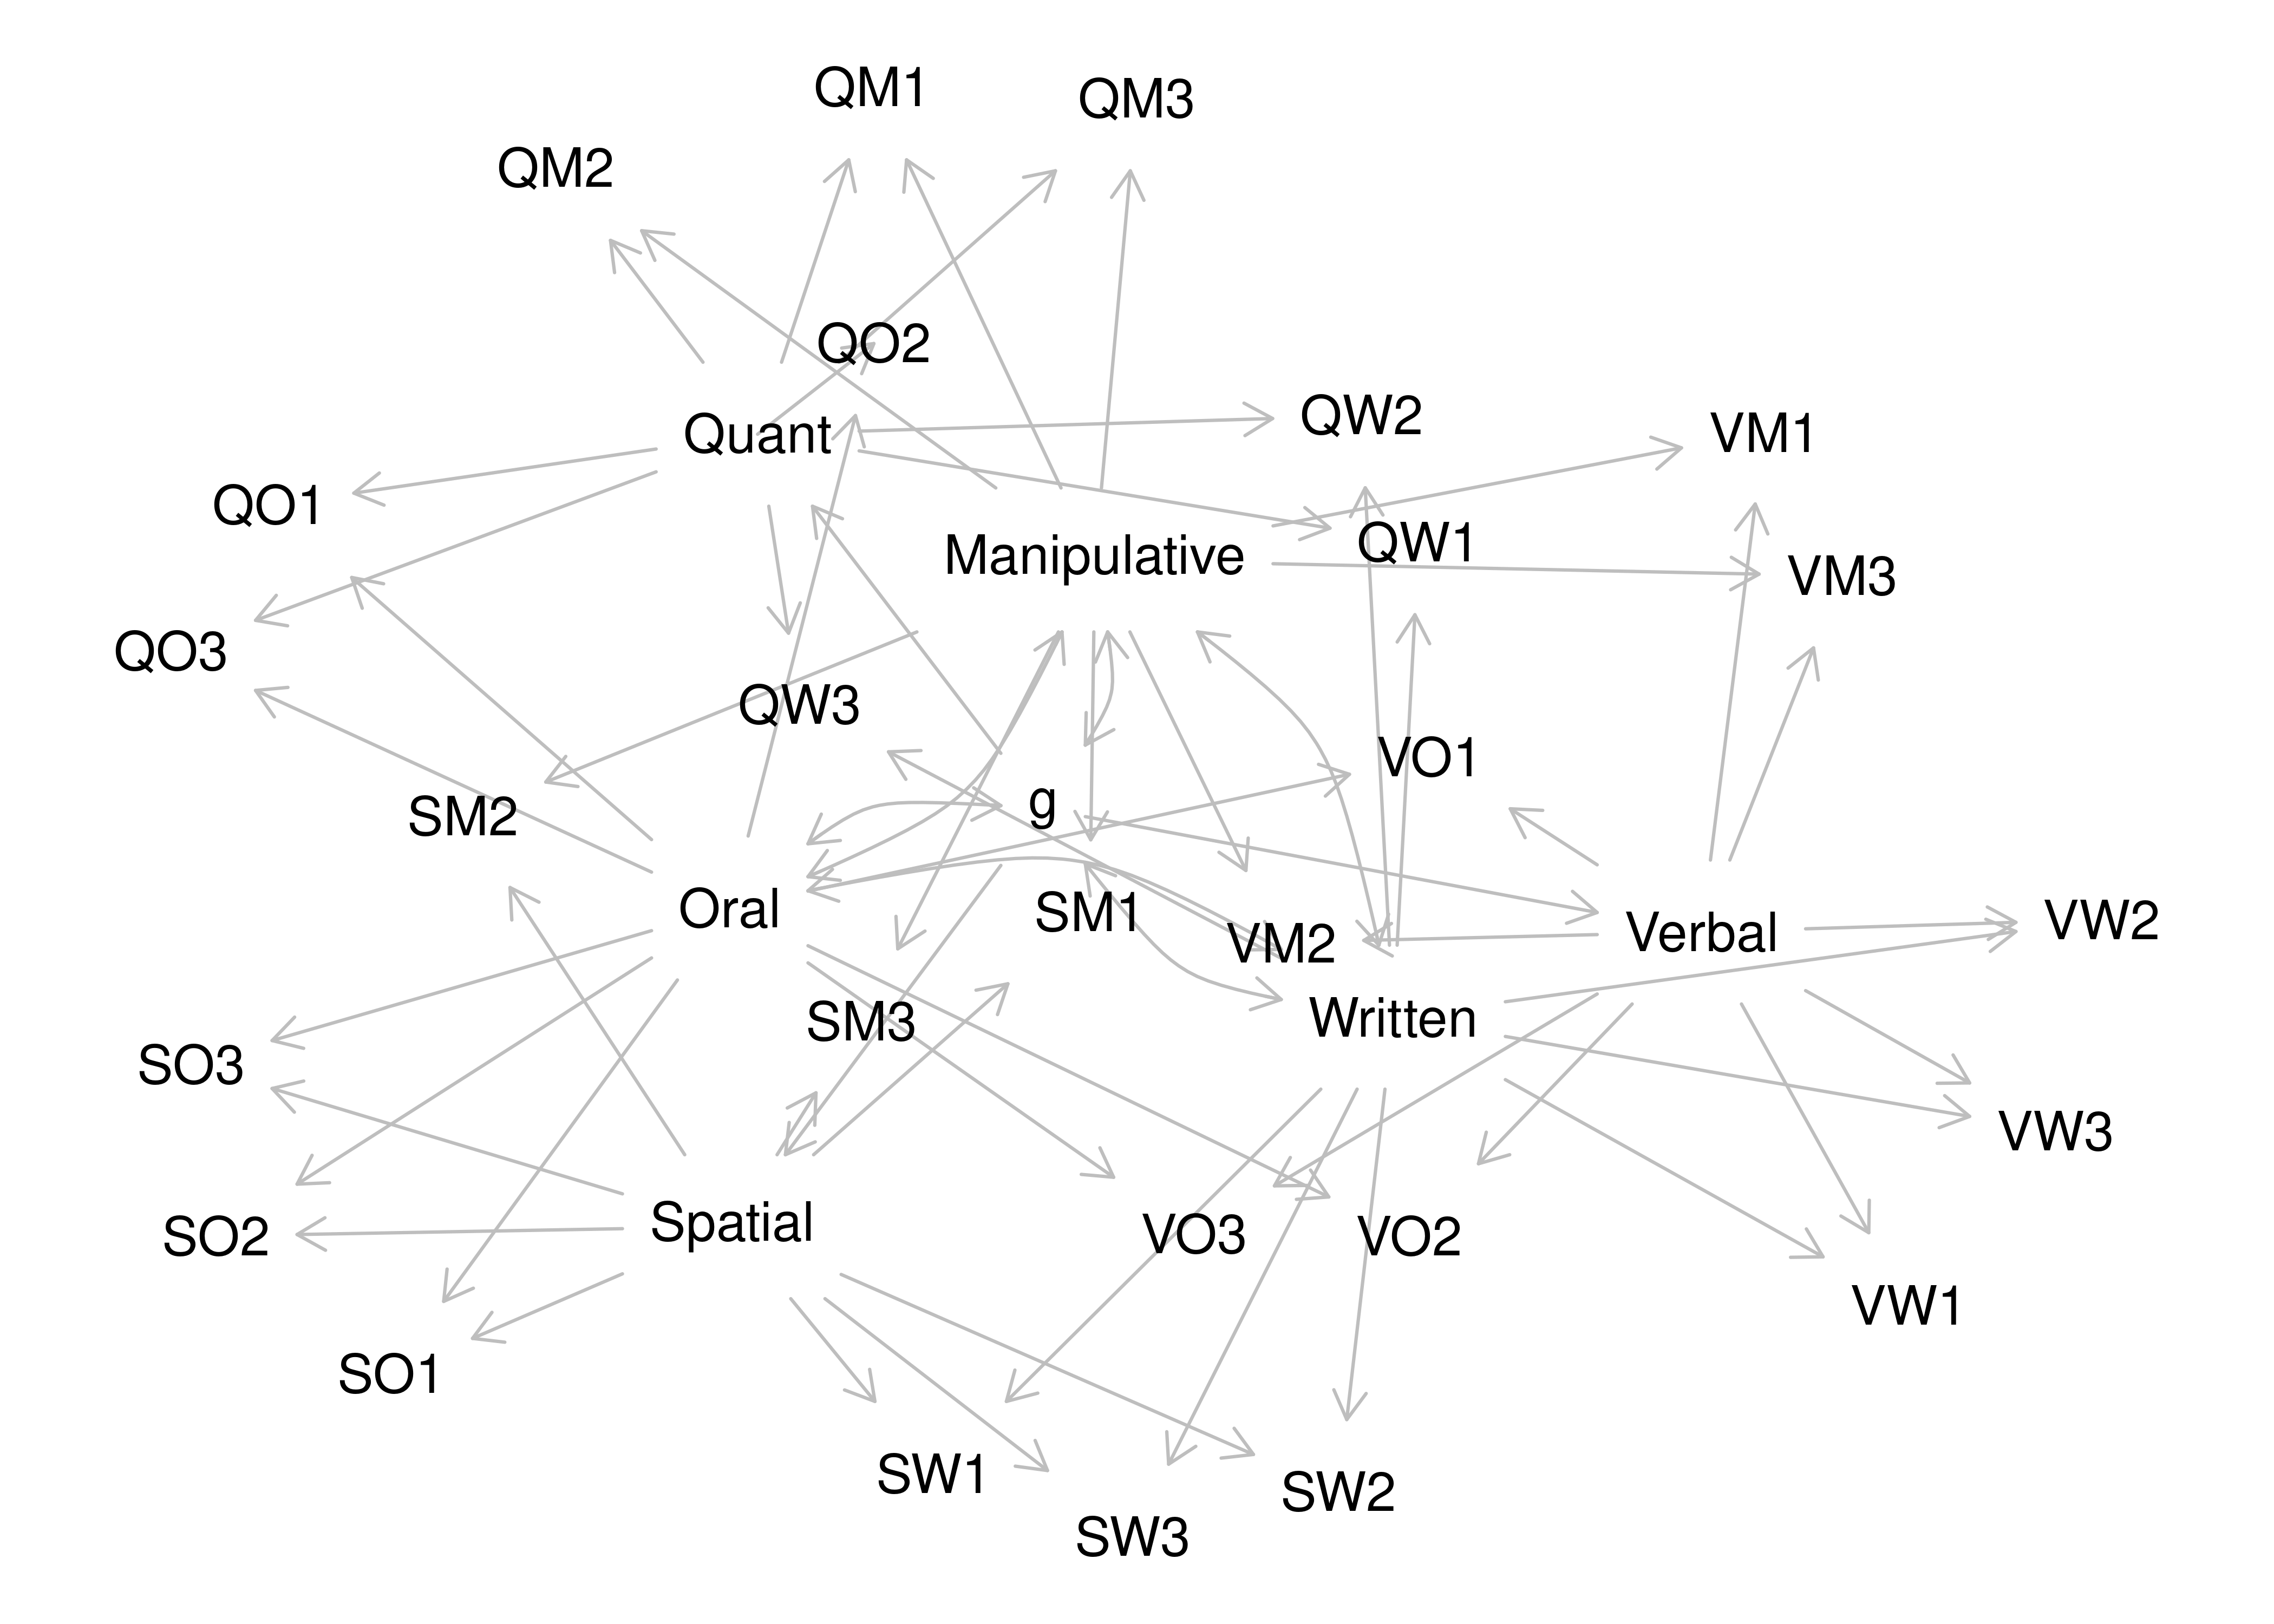 QM1
QM3
QM2
QO2
QW2
VM1
Quant
QO1
QW1
Manipulative
VM3
QO3
QW3
VO1
g
SM2
Oral
SM1
VW2
Verbal
VM2
Written
SM3
SO3
VW3
Spatial
VO3
VO2
SO2
VW1
SO1
SW1
SW2
SW3